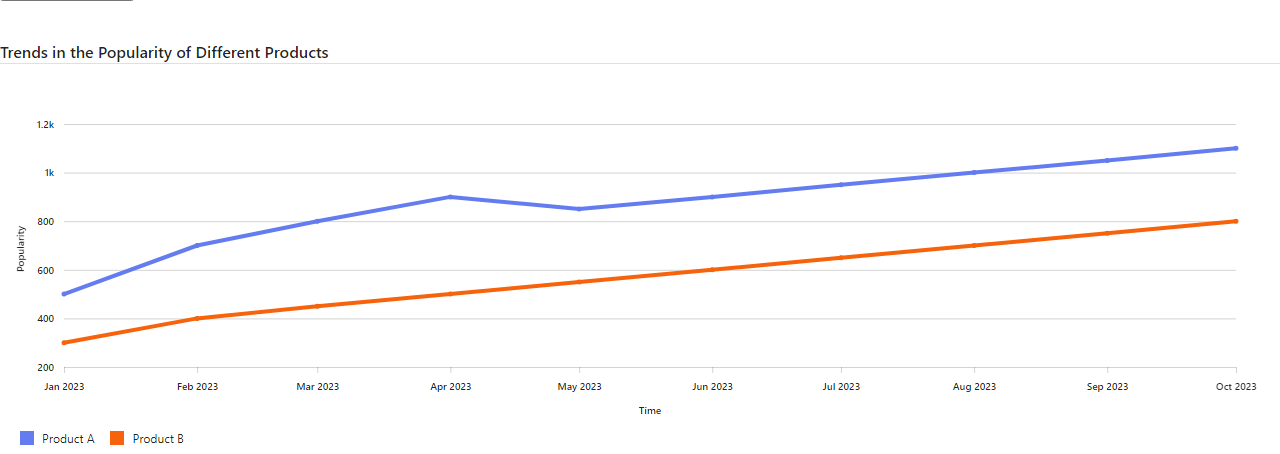 Trends in the Popularity of Different Products
1.2k
1k
800
600
400
200
Popularity
Jan 2023 Feb 2023 Mar 2023 Apr 2023 May 2023 Jun 2023 Jul 2023 Aug 2023 Sep 2023 Oct 2023
Time
Product A Product B